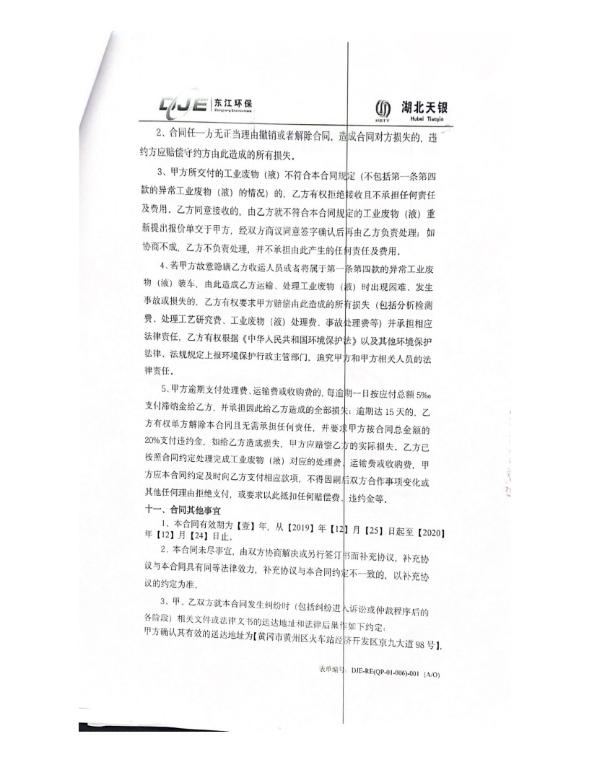 DJE 东江环保
Dongjiang Environment
HBTY 湖北天银
Hubei Tianyin
2、合同任一方无正当理由撤销或者解除合同，造成合同对方损失的，违
约方应赔偿守约方由此造成的所有损失。
3、甲方所交付的工业废物（液）不符合本合同规定（不包括第一条第四
款的异常工业废物（液）的情况）的，乙方有权拒绝接收且不承担任何责任
及费用。乙方同意接收的，由乙方就不符合本合同规定的工业废物（液）重
新提出报价单交于甲方，经双方商议同意签字确认后再由乙方负责处理；如
协商不成，乙方不负责处理，并不承担由此产生的任何责任及费用。
4、若甲方故意隐瞒乙方收运人员或者将属于第一条第四款的异常工业废
物（液）装车，由此造成乙方运输、处理工业废物（液）时出现困难、发生
事故或损失的，乙方有权要求甲方赔偿由此造成的所有损失（包括分析检测
费、处理工艺研究费、工业废物（液）处理费、事故处理费等）并承担相应
法律责任，乙方有权根据《中华人民共和国环境保护法》以及其他环境保护
法律、法规规定上报环境保护行政主管部门，追究甲方和甲方相关人员的法
律责任。
5、甲方逾期支付处理费、运输费或收购费的，每逾期一日按应付总额5‰
支付滞纳金给乙方，并承担因此给乙方造成的全部损失；逾期达 15 天的，乙
方有权单方解除本合同且无需承担任何责任，并要求甲方按合同总金额的
20%支付违约金，如给乙方造成损失，甲方应赔偿乙方的实际损失。乙方已
按照合同约定处理完成工业废物（液）对应的处理费、运输费或收购费，甲
方应本合同约定及时向乙方支付相应款项，不得因嗣后双方合作事项变化或
其他任何理由拒绝支付，或要求以此抵扣任何赔偿费、违约金等。
十一、合同其他事宜
1、本合同有效期为【壹】年，从【2019】年【12】月【25】日起至【2020】
年【12】月【24】日止。
2、本合同未尽事宜，由双方协商解决或另行签订书面补充协议，补充协
议与本合同具有同等法律效力，补充协议与本合同约定不一致的，以补充协
议的约定为准。
3、甲、乙双方就本合同发生纠纷时（包括纠纷进入诉讼或仲裁程序后的
各阶段）相关文件或法律文书的送达地址和法律后果作如下约定：
甲方确认其有效的送达地址为【黄冈市黄州区火车站经济开发区京九大道 98 号】，
表单编号：DJE-RE(QP-01-006)-001 (A/O)